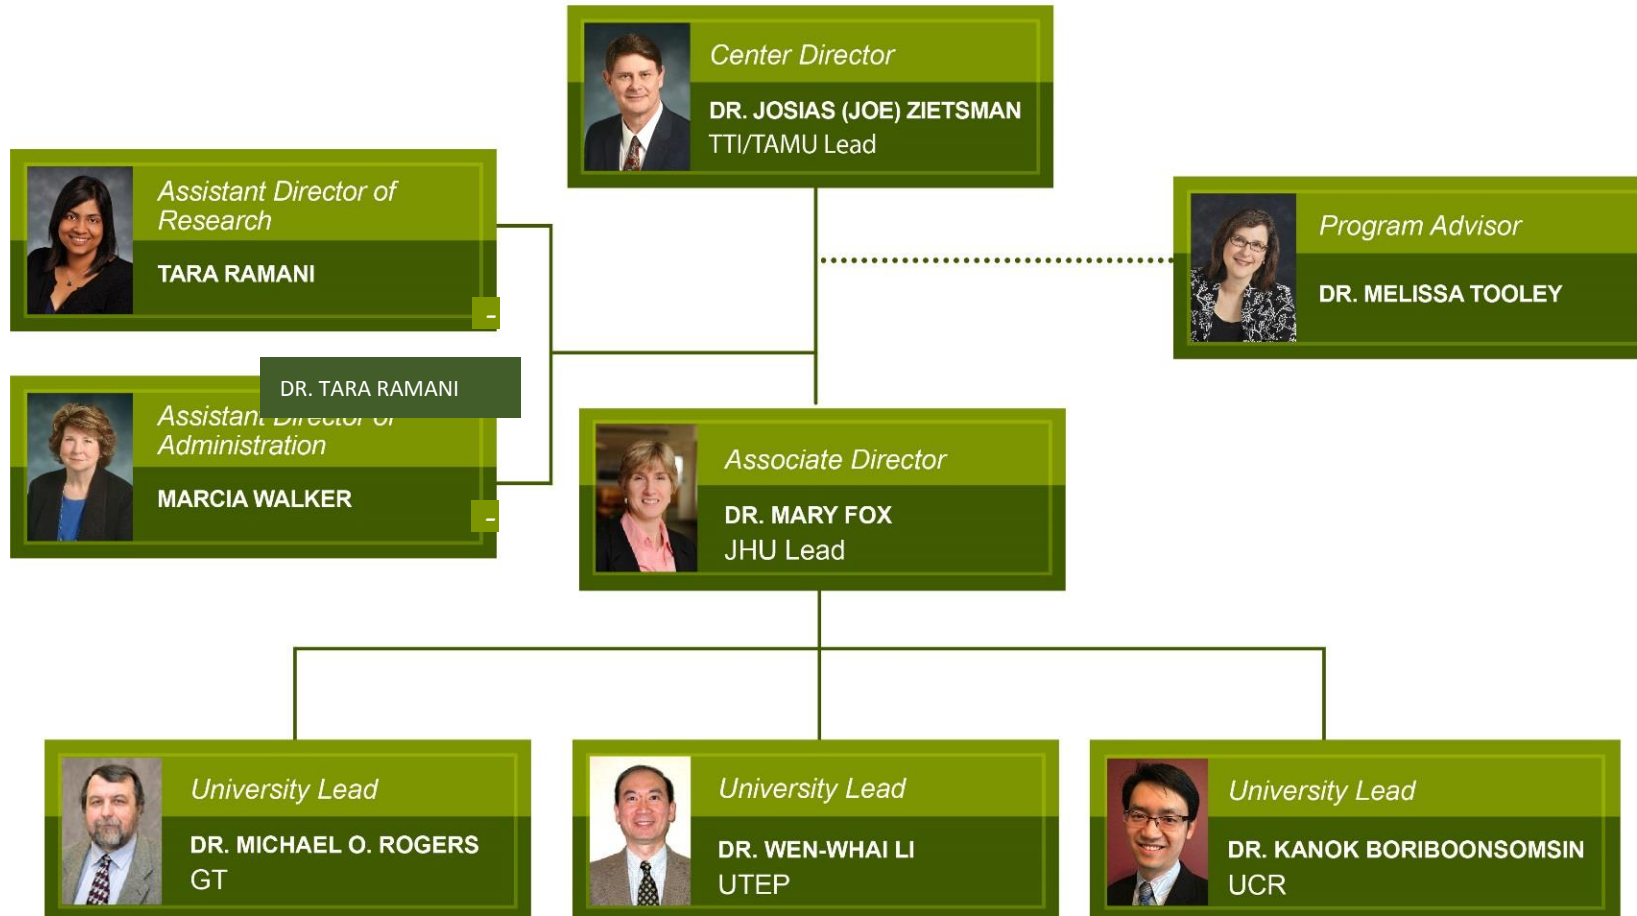 Center Director
DR. JOSIAS (JOE) ZIETSMAN
TTI/TAMU Lead
Assistant Director of
Research
TARA RAMANI
-
Program Advisor
DR. MELISSA TOOLEY
DR. TARA RAMANI
Assistant Director of
Administration
MARCIA WALKER
-
Associate Director
DR. MARY FOX
JHU Lead
University Lead
DR. MICHAEL O. ROGERS
GT
University Lead
DR. WEN-WHAI LI
UTEP
University Lead
DR. KANOK BORIBOONSOMSIN
UCR